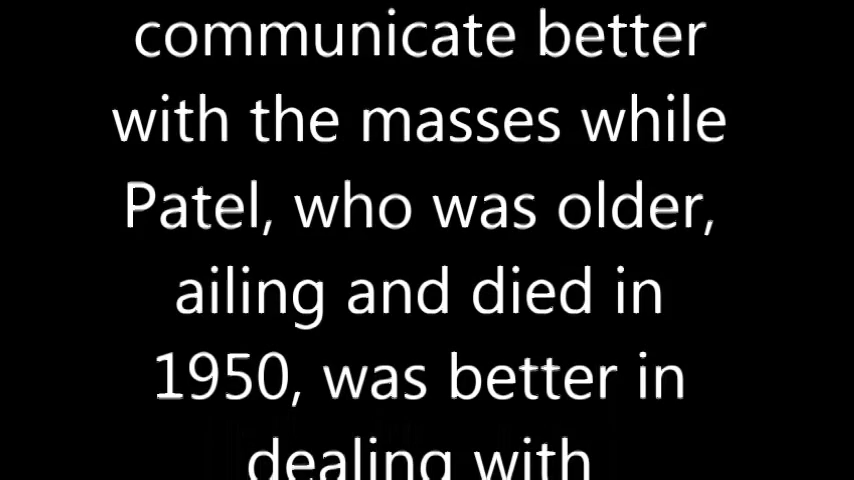 communicate better
with the masses while
Patel, who was older,
ailing and died in
1950, was better in
dealing with